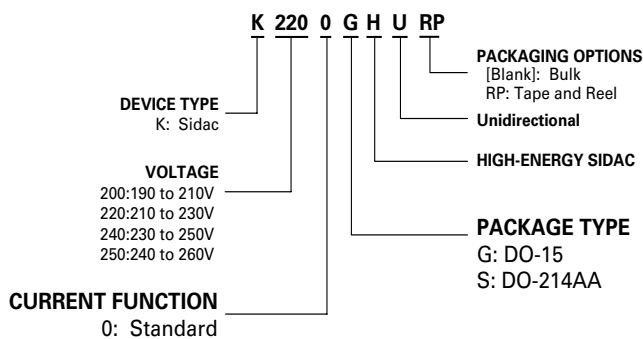 K 220 0 G H U RP
PACKAGING OPTIONS
[Blank]: Bulk
RP: Tape and Reel
Unidirectional
HIGH-ENERGY SIDAC
PACKAGE TYPE
G: DO-15
S: DO-214AA
DEVICE TYPE
K: Sidac
VOLTAGE
200:190 to 210V
220:210 to 230V
240:230 to 250V
250:240 to 260V
CURRENT FUNCTION
0: Standard